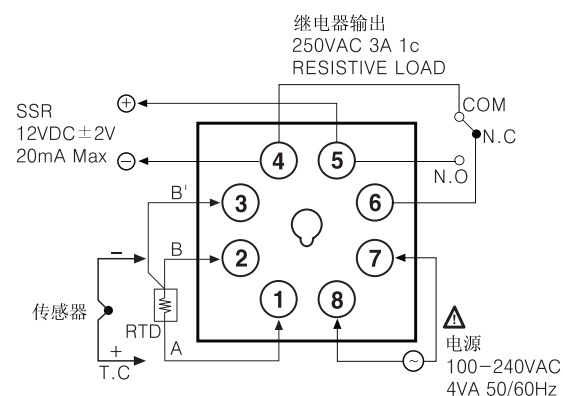 继电器输出
250VAC 3A 1c
RESISTIVE LOAD
SSR
12VDC±2V
20mA Max
+
−
COM
N.C
N.O
4
5
3
6
2
7
1
8
B'
B
A
−
传感器
RTD
+
T.C
~
!
电源
100-240VAC
4VA 50/60Hz